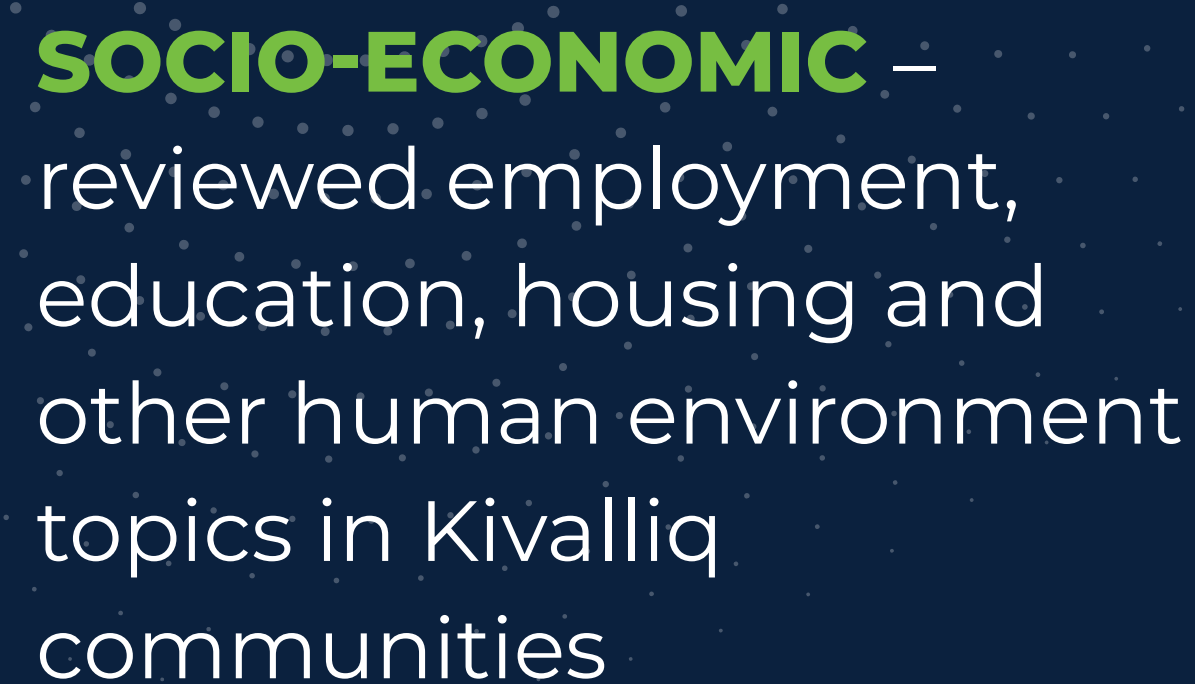 SOCIO-ECONOMIC –
reviewed employment,
education, housing and
other human environment
topics in Kivalliq
communities